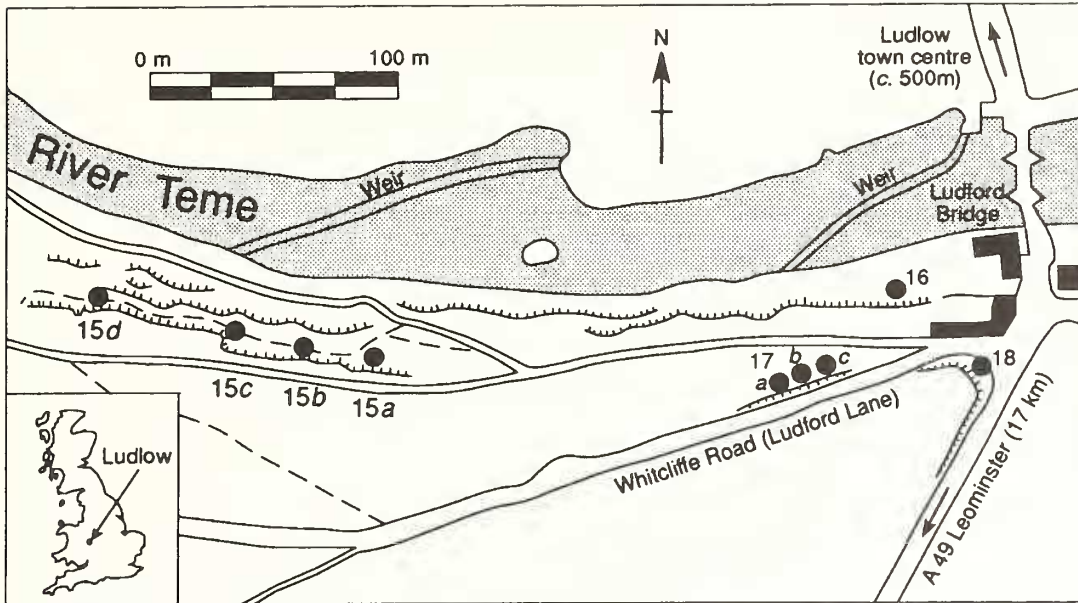 0 m 100 m
N
Ludlow
town centre
(c. 500m)
River Teme
Weir
Weir
Ludford
Bridge
16
15d
15c
15b
15a
17
a
b
c
18
Whitcliffe Road (Ludford Lane)
A 49 Leominster (17 km)
Ludlow